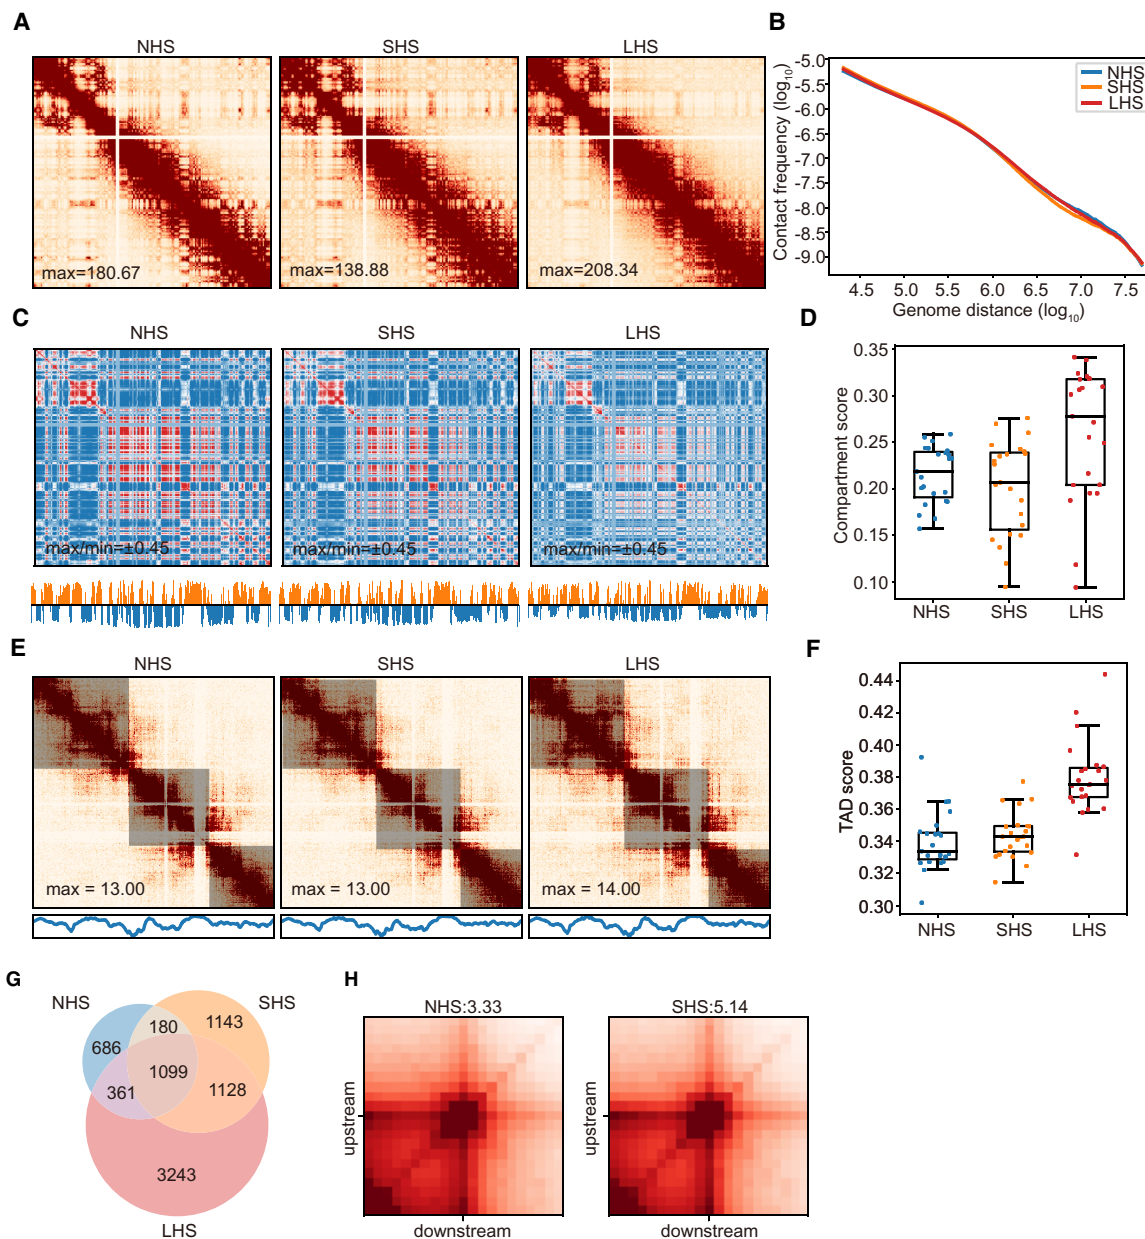 A
NHS
SHS
LHS
max=180.67
max=138.88
max=208.34
B
Contact frequency (log10)
-5.0
-5.5
-6.0
-6.5
-7.0
-7.5
-8.0
-8.5
-9.0
NHS
SHS
LHS
4.5 5.0 5.5 6.0 6.5 7.0 7.5
Genome distance (log10)
C
NHS
SHS
LHS
max/min=±0.45
max/min=±0.45
max/min=±0.45
D
Compartment score
0.35
0.30
0.25
0.20
0.15
0.10
NHS SHS LHS
E
NHS
SHS
LHS
max = 13.00
max = 13.00
max = 14.00
F
TAD score
0.44
0.42
0.40
0.38
0.36
0.34
0.32
0.30
NHS SHS LHS
G
NHS
SHS
180
1143
686
1099
361
1128
3243
LHS
H
NHS:3.33
SHS:5.14
upstream
upstream
downstream
downstream